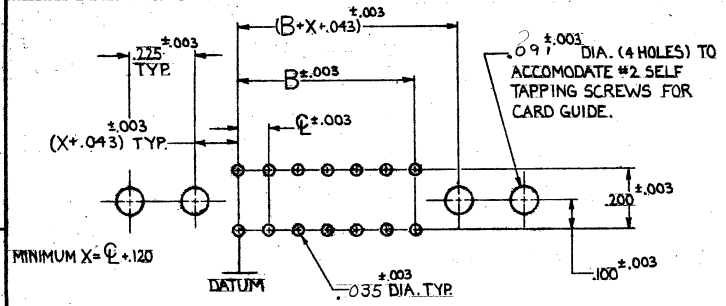 (B+X+.043)±.003
.225±.003
TYP.
B±.003
.091±.003 DIA. (4 HOLES) TO
ACCOMODATE #2 SELF
TAPPING SCREWS FOR
CARD GUIDE.
℄±.003
±.003
(X+.043) TYP.
.200±.003
MINIMUM X=℄+.120
DATUM
.035±.003 DIA. TYP.
.100±.003